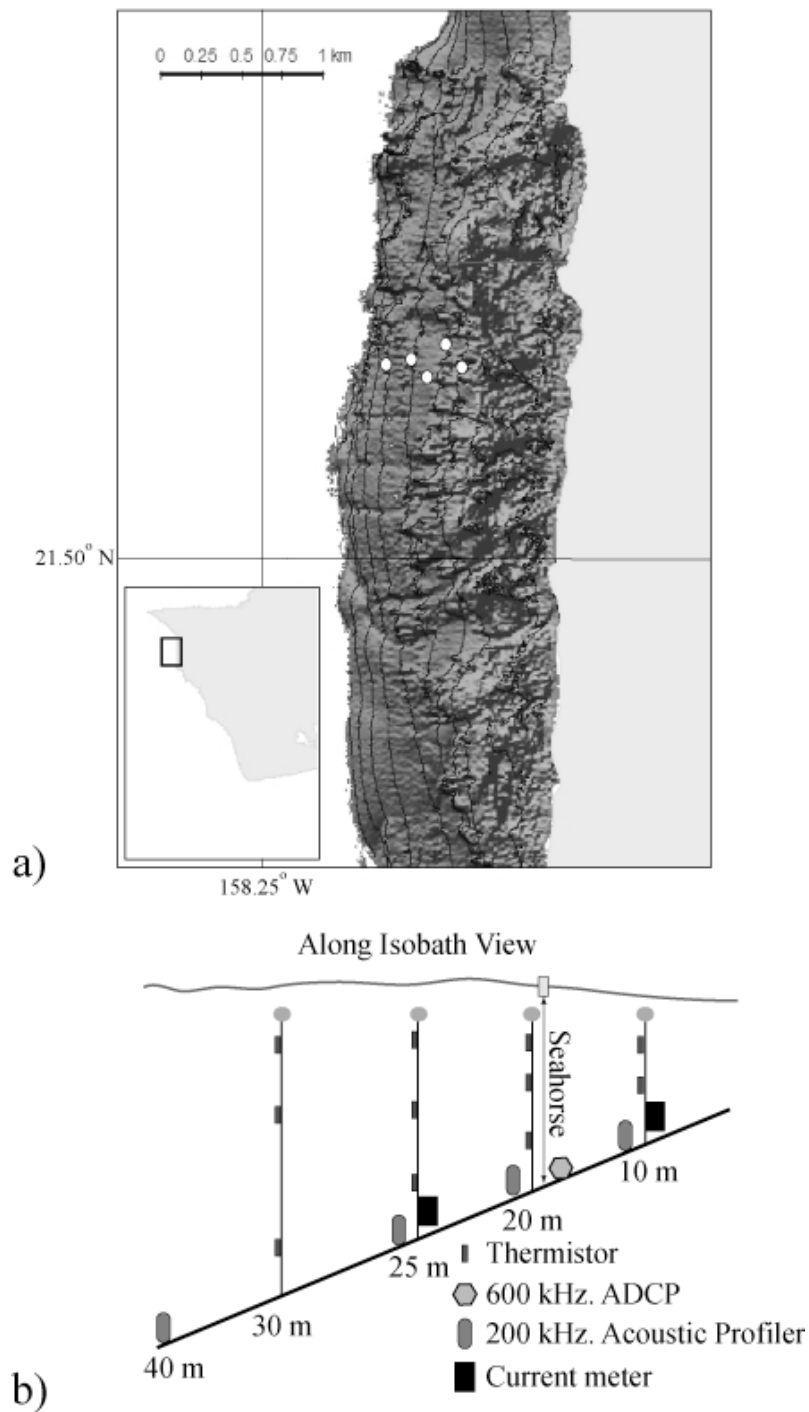 0 0.25 0.5 0.75 1 km
21.50° N
158.25° W
a)
Along Isobath View
Seahorse
10 m
20 m
25 m
30 m
40 m
Thermistor
600 kHz. ADCP
200 kHz. Acoustic Profiler
Current meter
b)